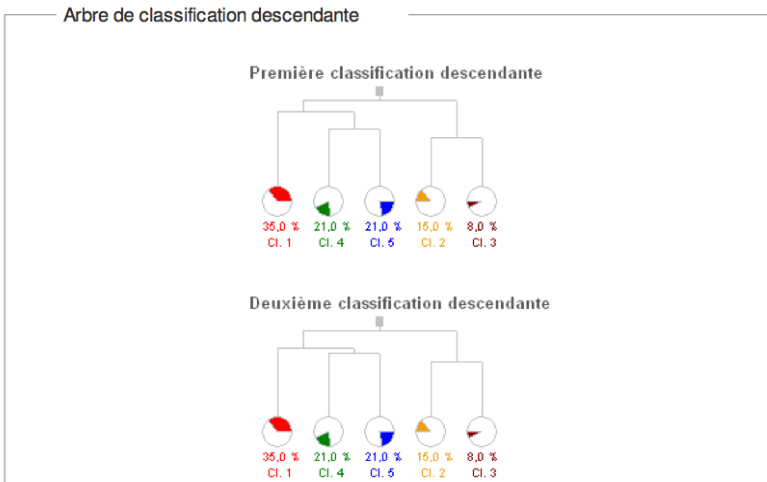 Arbre de classification descendante
Première classification descendante
35,0 % 21,0 % 21,0 % 15,0 % 8,0 %
Cl. 1 Cl. 4 Cl. 5 Cl. 2 Cl. 3
Deuxième classification descendante
35,0 % 21,0 % 21,0 % 15,0 % 8,0 %
Cl. 1 Cl. 4 Cl. 5 Cl. 2 Cl. 3